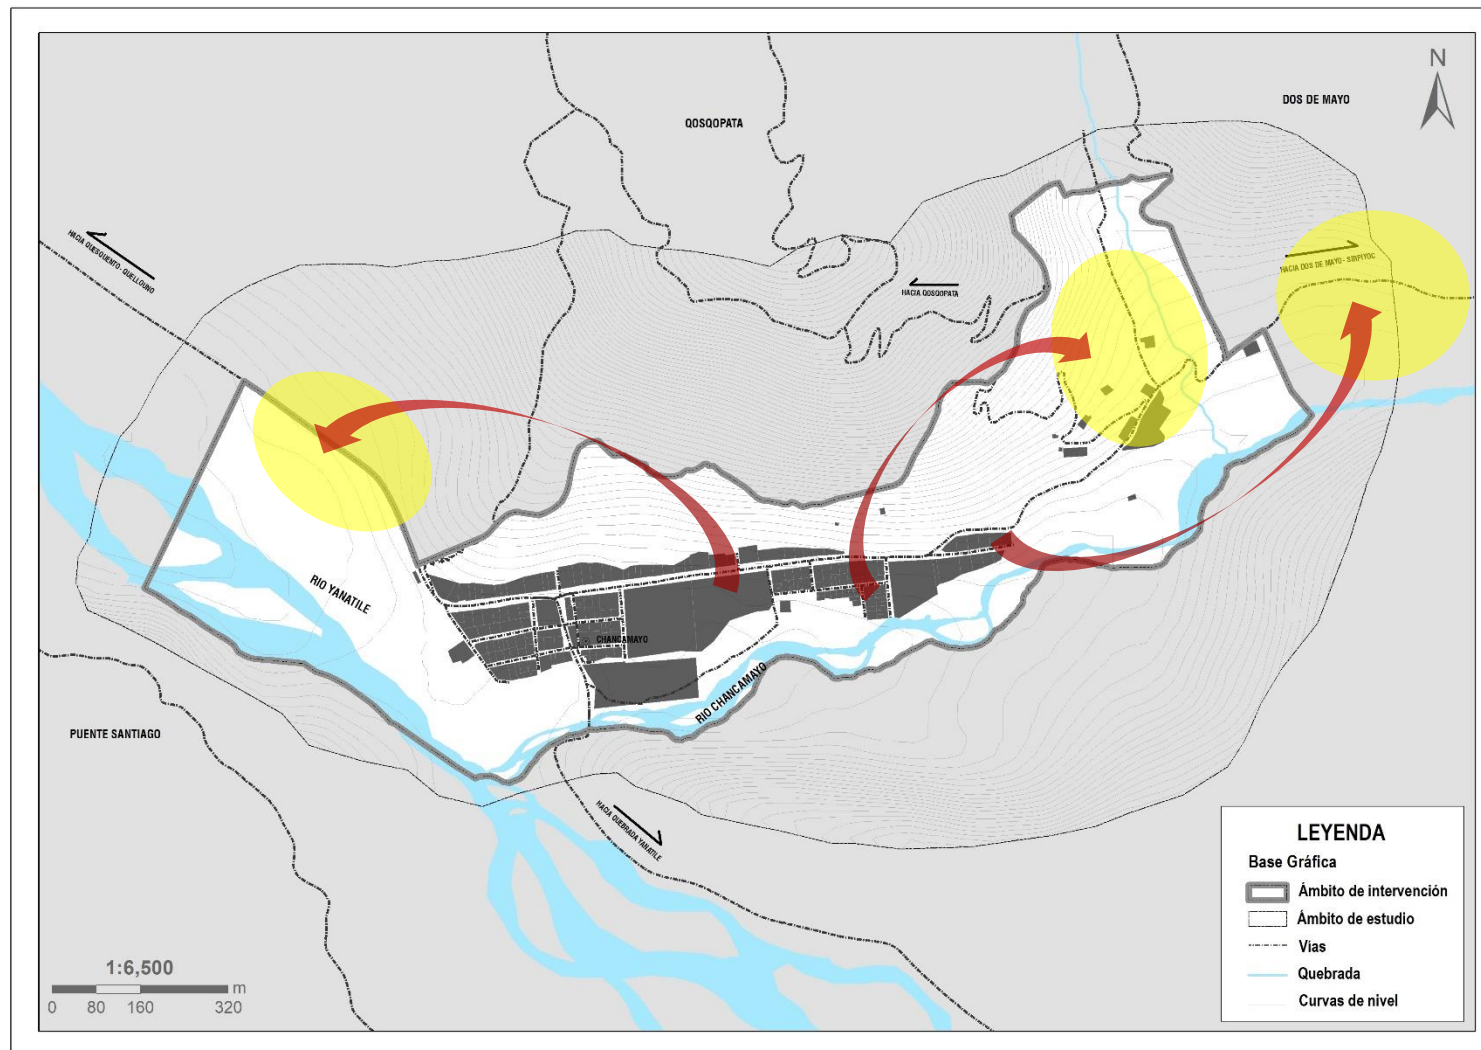 N
DOS DE MAYO
QOSQOPATA
HACIA QUESQUENTO - QUELLOUNO
HACIA DOS DE MAYO - SIRPIYOC
HACIA QOSQOPATA
RIO YANATILE
CHANCAMAYO
RIO CHANCAMAYO
PUENTE SANTIAGO
HACIA QUEBRADA YANATILE
LEYENDA
Base Gráfica
Ámbito de intervención
Ámbito de estudio
Vías
Quebrada
Curvas de nivel
1:6,500
m
0 80 160 320